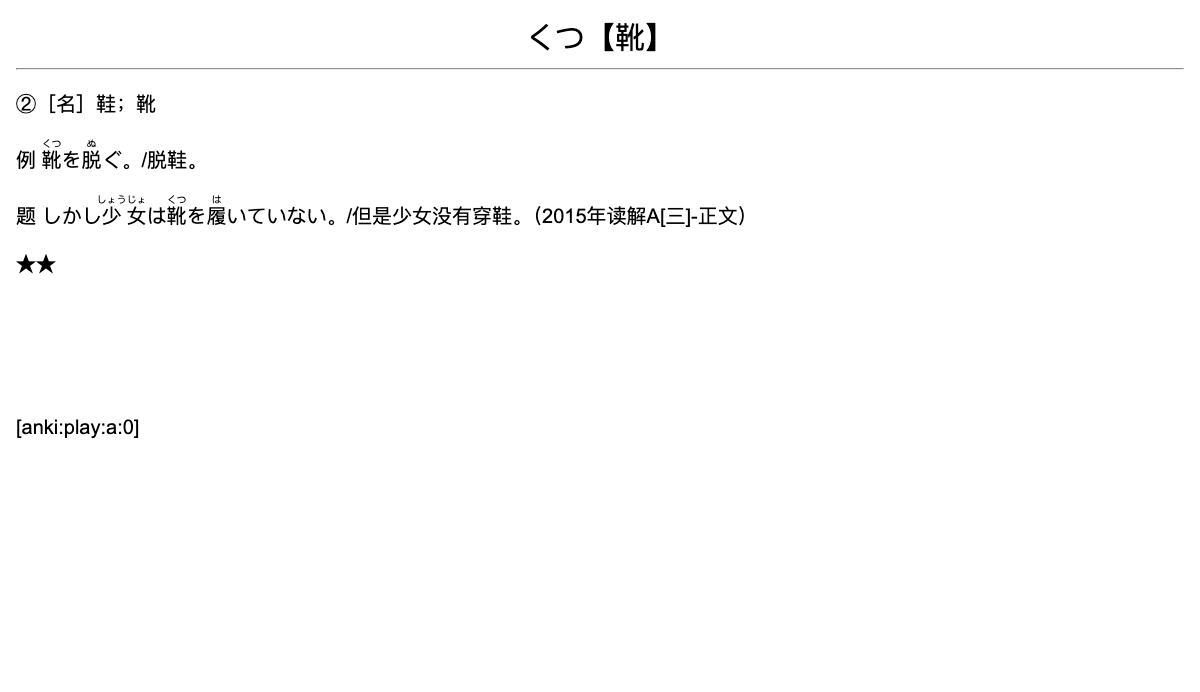 くつ【靴】
②［名］鞋；靴
くつ ぬ
例 靴を脱ぐ。/脱鞋。
しょうじょ くつ は
题 しかし少女は靴を履いていない。/但是少女没有穿鞋。（2015年读解A[三]-正文）
★★
[anki:play:a:0]